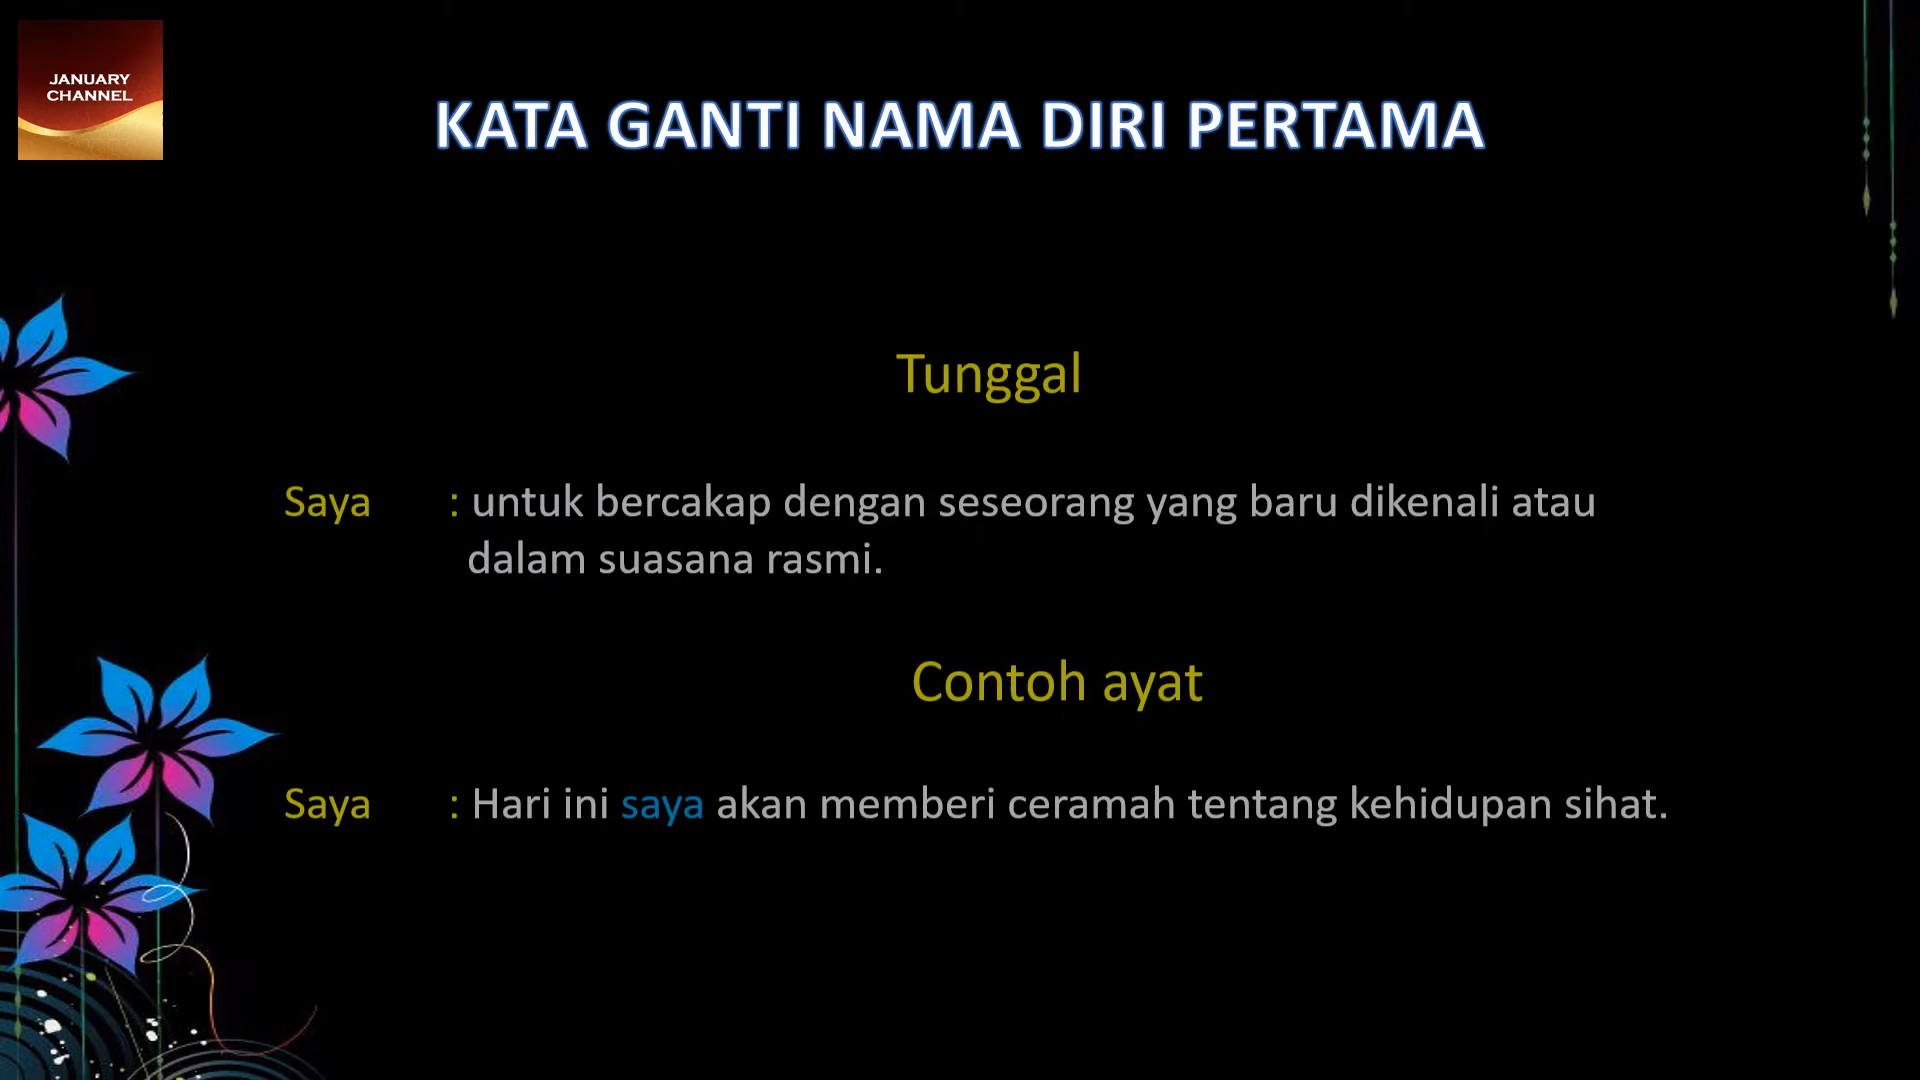 JANUARY
CHANNEL
KATA GANTI NAMA DIRI PERTAMA
Tunggal
Saya : untuk bercakap dengan seseorang yang baru dikenali atau
dalam suasana rasmi.
Contoh ayat
Saya : Hari ini saya akan memberi ceramah tentang kehidupan sihat.